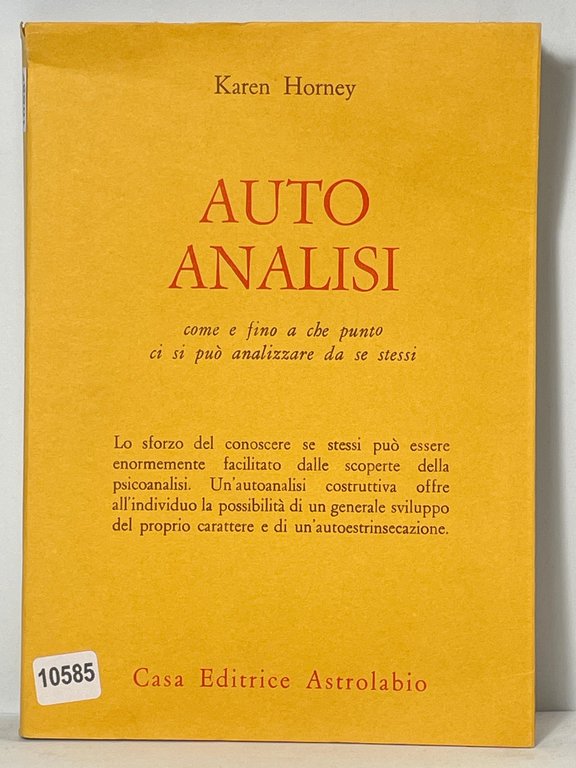 Karen Horney
AUTO
ANALISI
come e fino a che punto
ci si può analizzare da se stessi
Lo sforzo del conoscere se stessi può essere
enormemente facilitato dalle scoperte della
psicoanalisi. Un'autoanalisi costruttiva offre
all'individuo la possibilità di un generale sviluppo
del proprio carattere e di un'autoestrinsecazione.
10585
Casa Editrice Astrolabio